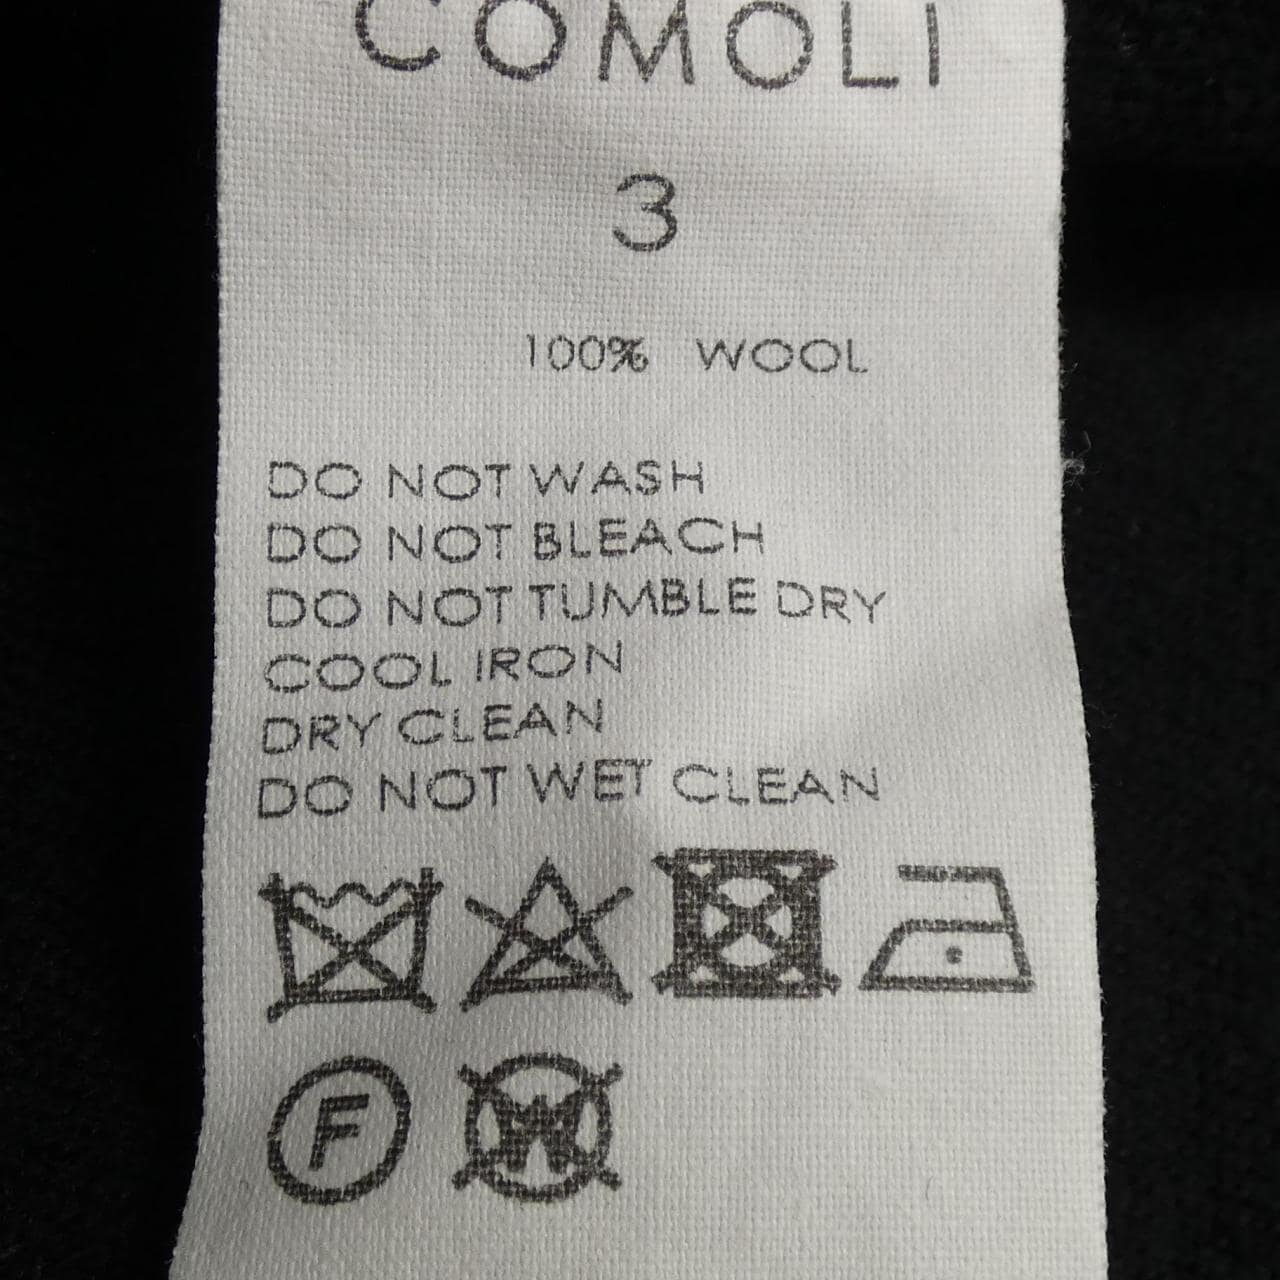 COMOLI
3
100% WOOL
DO NOT WASH
DO NOT BLEACH
DO NOT TUMBLE DRY
COOL IRON
DRY CLEAN
DO NOT WET CLEAN
F W